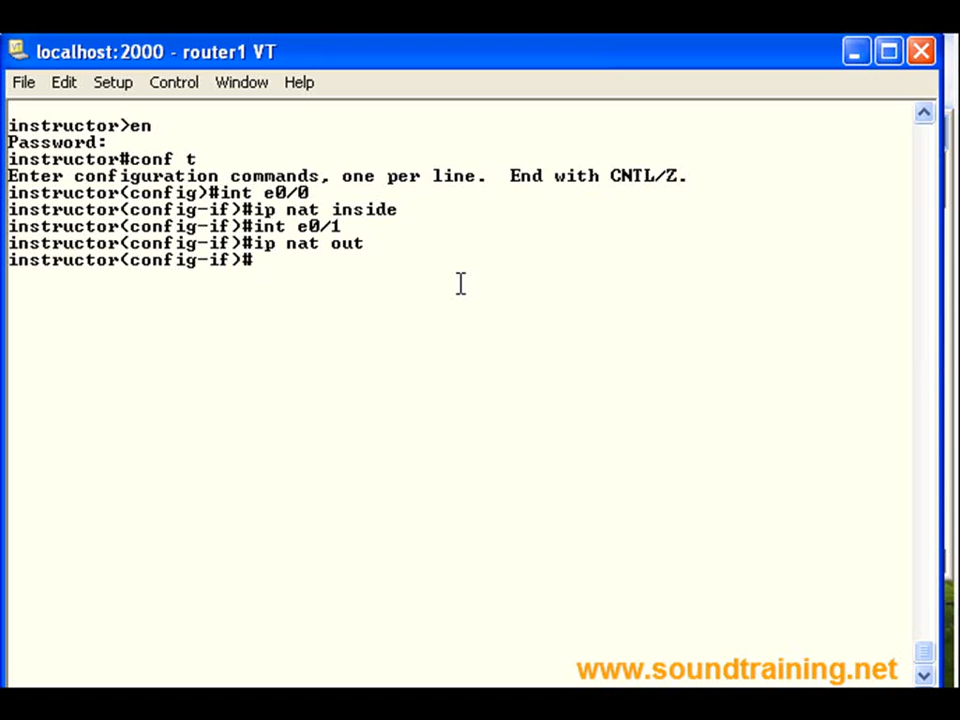 localhost:2000 - router1 VT
File Edit Setup Control Window Help
instructor>en
Password:
instructor#conf t
Enter configuration commands, one per line.  End with CNTL/Z.
instructor(config)#int e0/0
instructor(config-if)#ip nat inside
instructor(config-if)#int e0/1
instructor(config-if)#ip nat out
instructor(config-if)#
www.soundtraining.net